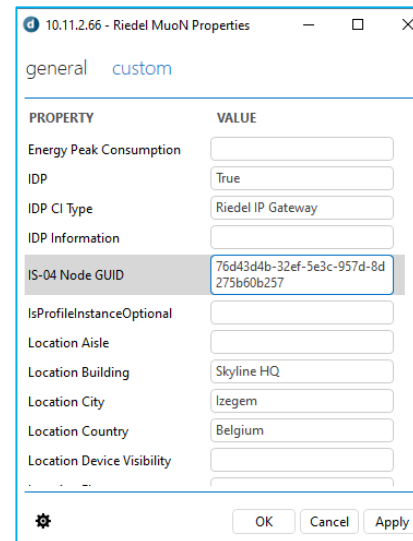 d 10.11.2.66 - Riedel MuoN Properties
general custom
PROPERTY VALUE
Energy Peak Consumption
IDP True
IDP CI Type Riedel IP Gateway
IDP Information
IS-04 Node GUID 76d43d4b-32ef-5e3c-957d-8d
275b60b257
IsProfileInstanceOptional
Location Aisle
Location Building Skyline HQ
Location City Izegem
Location Country Belgium
Location Device Visibility
OK Cancel Apply